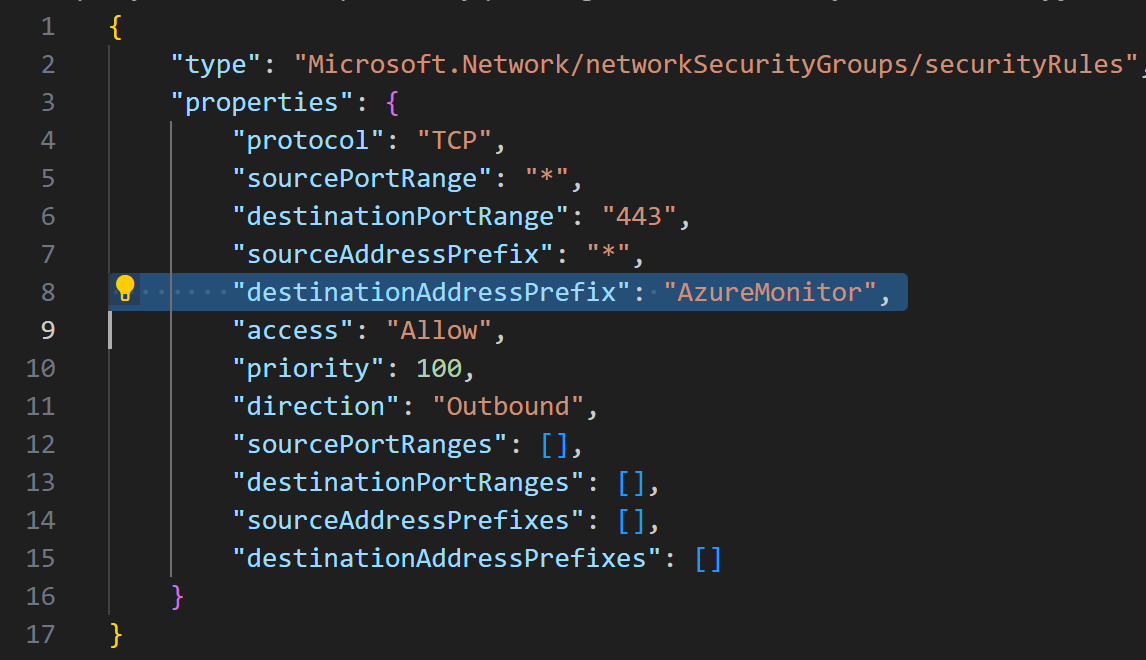 1 {
2 "type": "Microsoft.Network/networkSecurityGroups/securityRules",
3 "properties": {
4 "protocol": "TCP",
5 "sourcePortRange": "*",
6 "destinationPortRange": "443",
7 "sourceAddressPrefix": "*",
8 "destinationAddressPrefix": "AzureMonitor",
9 "access": "Allow",
10 "priority": 100,
11 "direction": "Outbound",
12 "sourcePortRanges": [],
13 "destinationPortRanges": [],
14 "sourceAddressPrefixes": [],
15 "destinationAddressPrefixes": []
16 }
17 }